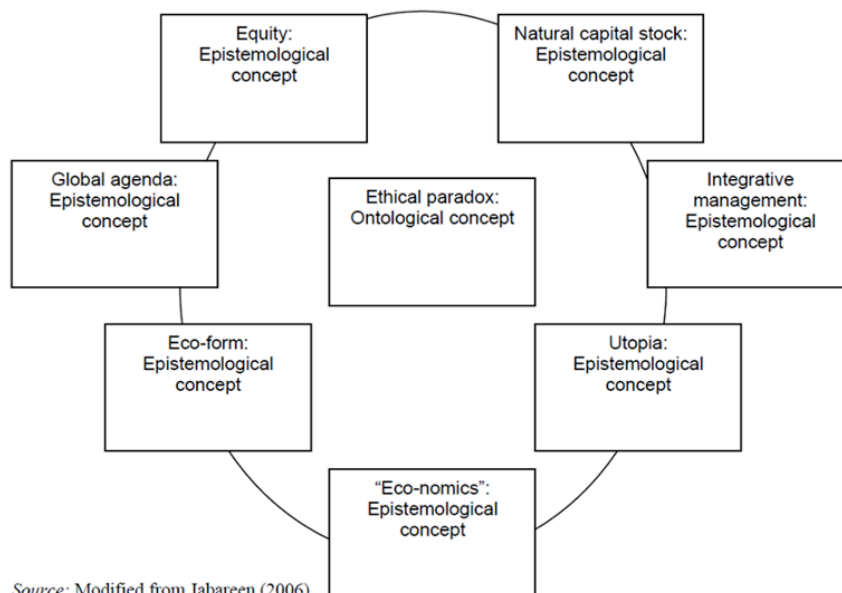 Equity:
Epistemological
concept
Natural capital stock:
Epistemological
concept
Global agenda:
Epistemological
concept
Ethical paradox:
Ontological concept
Integrative
management:
Epistemological
concept
Eco-form:
Epistemological
concept
Utopia:
Epistemological
concept
“Eco-nomics”:
Epistemological
concept
Source: Modified from Jabareen (2006)